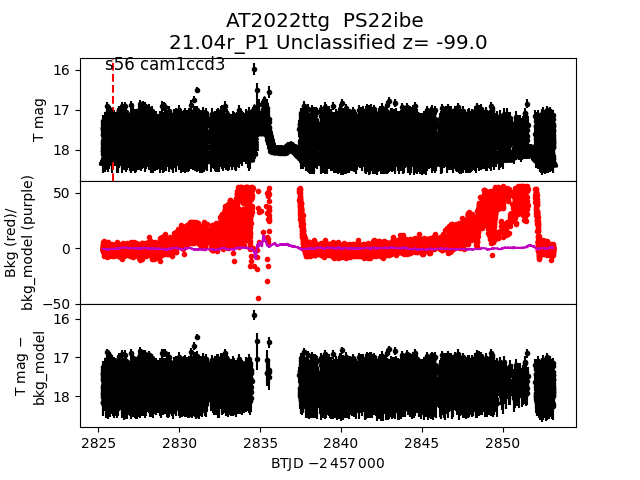 AT2022ttg  PS22ibe
21.04r_P1 Unclassified z= -99.0
s56 cam1ccd3
T mag
16
17
18
Bkg (red)/
bkg_model (purple)
50
0
−50
T mag −
bkg_model
16
17
18
2825 2830 2835 2840 2845 2850
BTJD −2 457 000